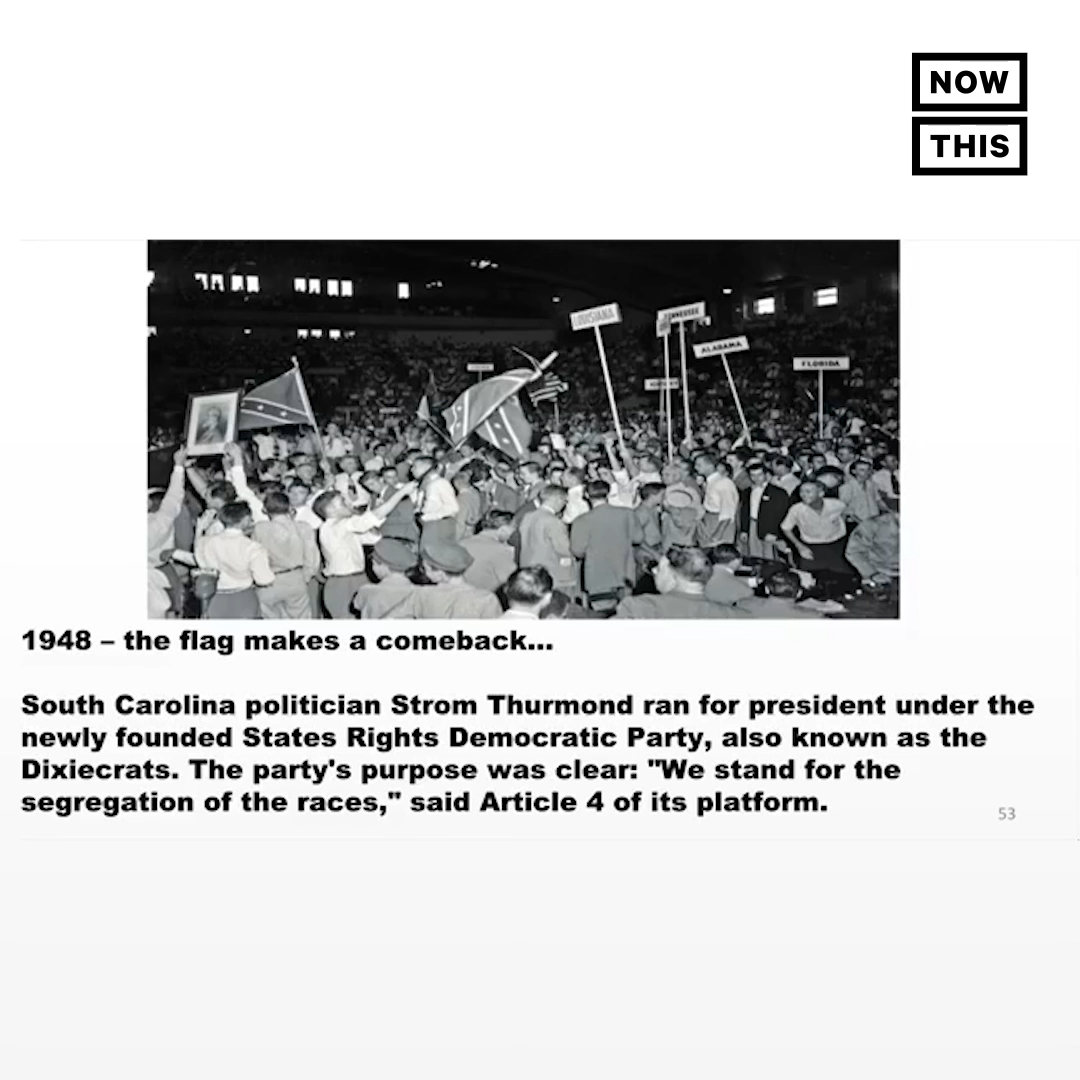 NOW
THIS
LOUISIANA
TENNESSEE
ALABAMA
FLORIDA
1948 – the flag makes a comeback...
South Carolina politician Strom Thurmond ran for president under the
newly founded States Rights Democratic Party, also known as the
Dixiecrats. The party's purpose was clear: "We stand for the
segregation of the races," said Article 4 of its platform.
53